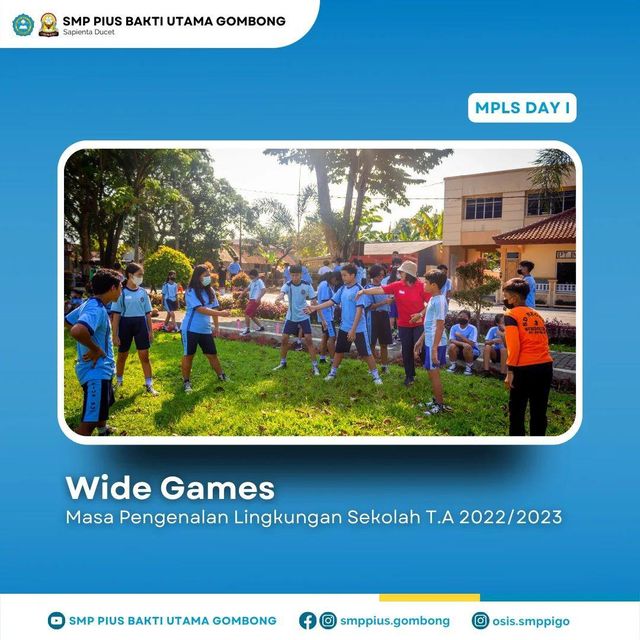 SMP PIUS BAKTI UTAMA GOMBONG
Sapienta Ducet
MPLS DAY I
Wide Games
Masa Pengenalan Lingkungan Sekolah T.A 2022/2023
SMP PIUS BAKTI UTAMA GOMBONG
smppius.gombong
osis.smppigo